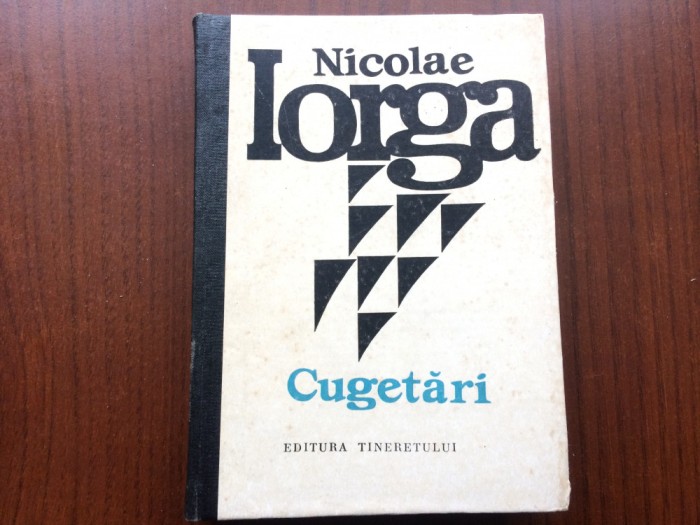 Nicolae
Iorga
Cugetări
EDITURA TINERETULUI